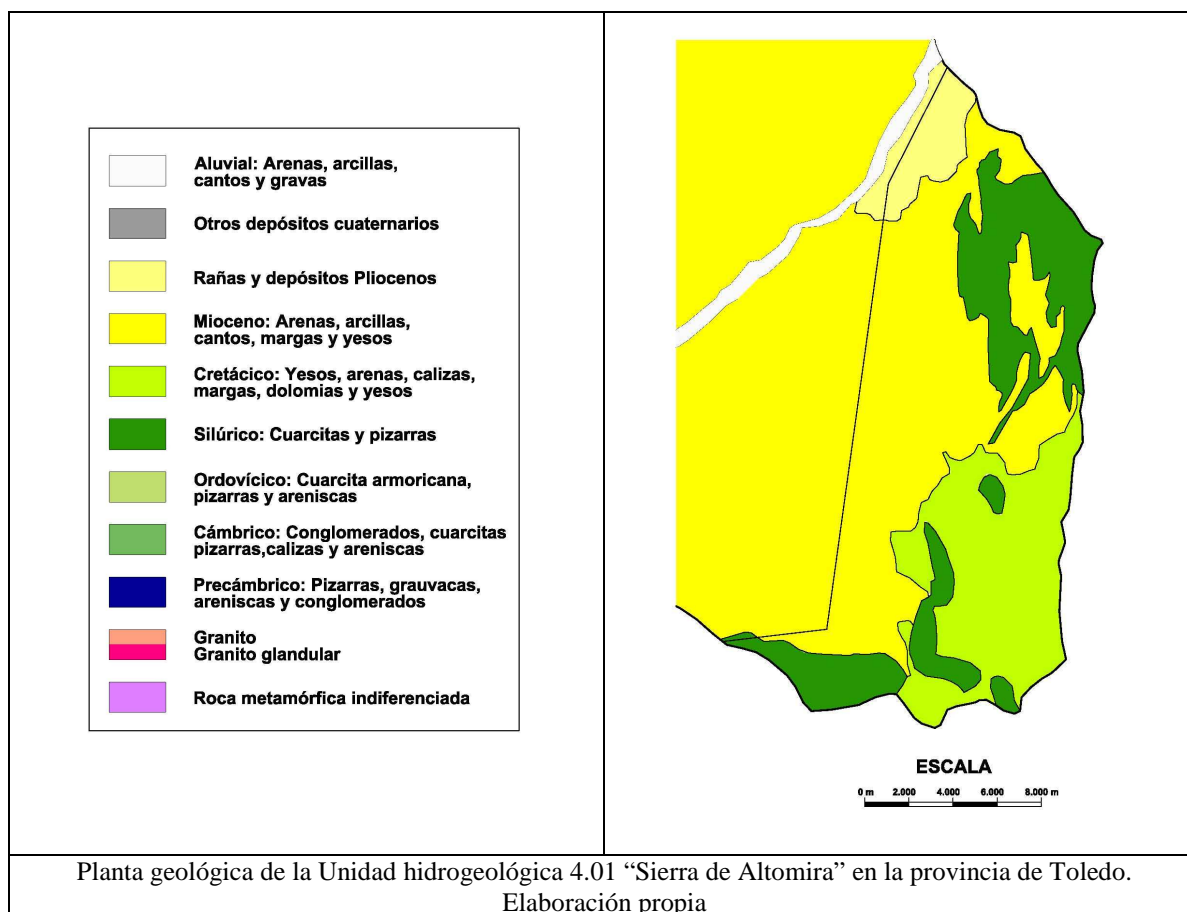 Aluvial: Arenas, arcillas,
cantos y gravas
Otros depósitos cuaternarios
Rañas y depósitos Pliocenos
Mioceno: Arenas, arcillas,
cantos, margas y yesos
Cretácico: Yesos, arenas, calizas,
margas, dolomias y yesos
Silúrico: Cuarcitas y pizarras
Ordovícico: Cuarcita armoricana,
pizarras y areniscas
Cámbrico: Conglomerados, cuarcitas
pizarras,calizas y areniscas
Precámbrico: Pizarras, grauvacas,
areniscas y conglomerados
Granito
Granito glandular
Roca metamórfica indiferenciada
ESCALA
0 m 2.000 4.000 6.000 8.000 m
Planta geológica de la Unidad hidrogeológica 4.01 “Sierra de Altomira” en la provincia de Toledo.
Elaboración propia